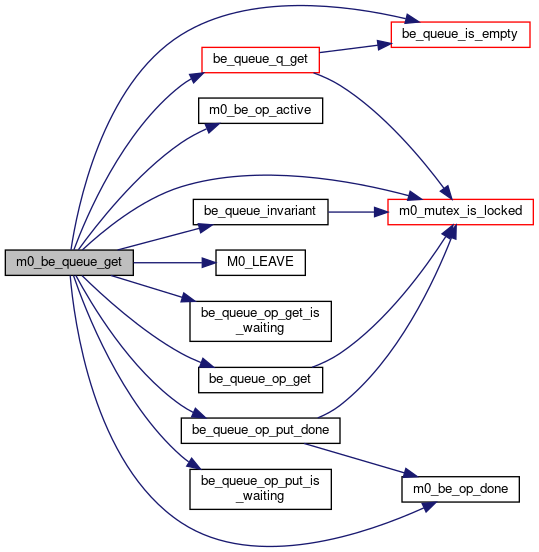 be_queue_is_empty
be_queue_q_get
m0_be_op_active
be_queue_invariant
m0_mutex_is_locked
m0_be_queue_get
M0_LEAVE
be_queue_op_get_is
_waiting
be_queue_op_get
be_queue_op_put_done
be_queue_op_put_is
_waiting
m0_be_op_done